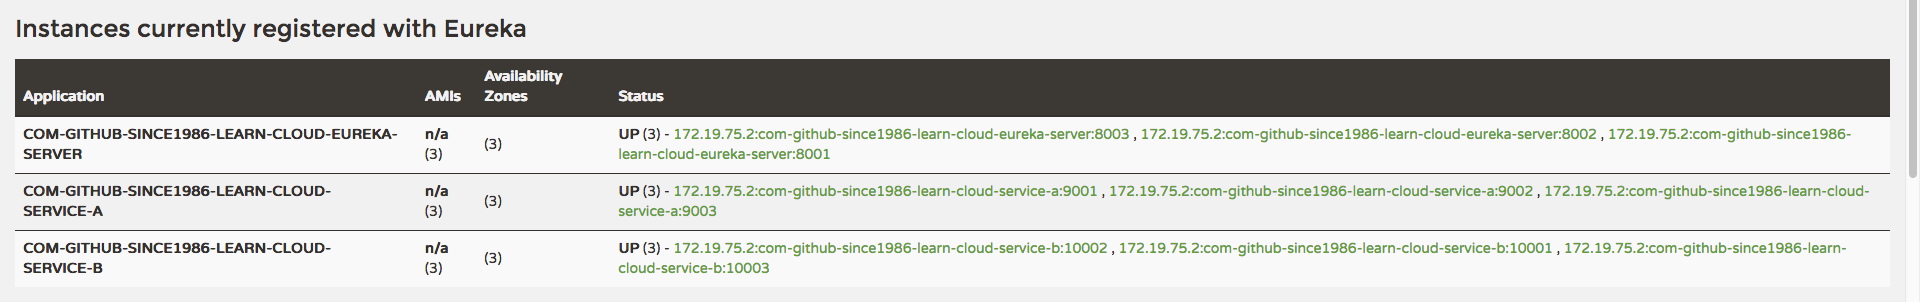 Instances currently registered with Eureka
Application AMIs Availability Zones Status
COM-GITHUB-SINCE1986-LEARN-CLOUD-EUREKA- n/a (3) UP (3) - 172.19.75.2:com-github-since1986-learn-cloud-eureka-server:8003 , 172.19.75.2:com-github-since1986-learn-cloud-eureka-server:8002 , 172.19.75.2:com-github-since1986-
SERVER (3) learn-cloud-eureka-server:8001
COM-GITHUB-SINCE1986-LEARN-CLOUD- n/a (3) UP (3) - 172.19.75.2:com-github-since1986-learn-cloud-service-a:9001 , 172.19.75.2:com-github-since1986-learn-cloud-service-a:9002 , 172.19.75.2:com-github-since1986-learn-cloud-
SERVICE-A (3) service-a:9003
COM-GITHUB-SINCE1986-LEARN-CLOUD- n/a (3) UP (3) - 172.19.75.2:com-github-since1986-learn-cloud-service-b:10002 , 172.19.75.2:com-github-since1986-learn-cloud-service-b:10001 , 172.19.75.2:com-github-since1986-learn-
SERVICE-B (3) cloud-service-b:10003